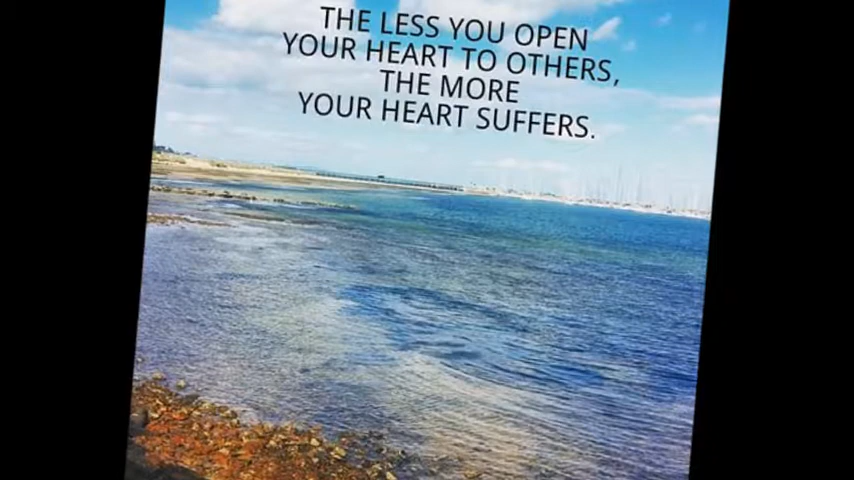 THE LESS YOU OPEN
YOUR HEART TO OTHERS,
THE MORE
YOUR HEART SUFFERS.